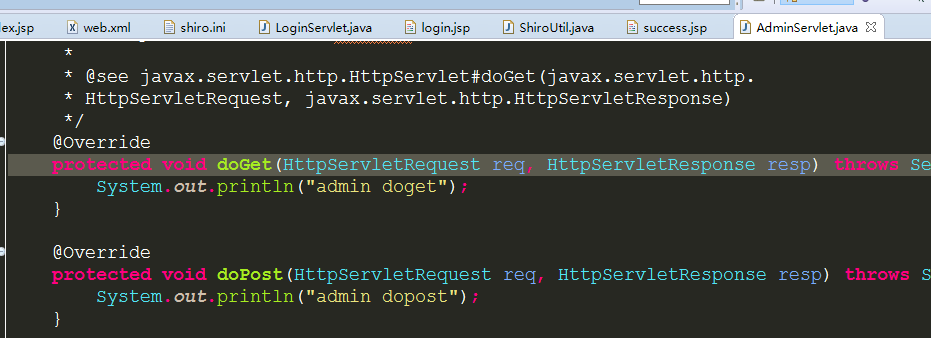 ex.jsp web.xml shiro.ini LoginServlet.java login.jsp ShiroUtil.java success.jsp AdminServlet.java
*
* @see javax.servlet.http.HttpServlet#doGet(javax.servlet.http.
* HttpServletRequest, javax.servlet.http.HttpServletResponse)
*/
@Override
protected void doGet(HttpServletRequest req, HttpServletResponse resp) throws Se
System.out.println("admin doget");
}
@Override
protected void doPost(HttpServletRequest req, HttpServletResponse resp) throws S
System.out.println("admin dopost");
}